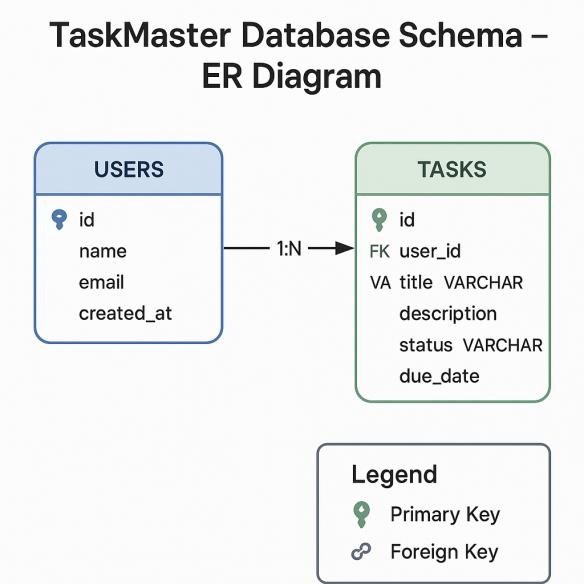 TaskMaster Database Schema –
ER Diagram
USERS
id
name
email
created_at
1:N
TASKS
id
FK user_id
VA title VARCHAR
description
status VARCHAR
due_date
Legend
Primary Key
Foreign Key